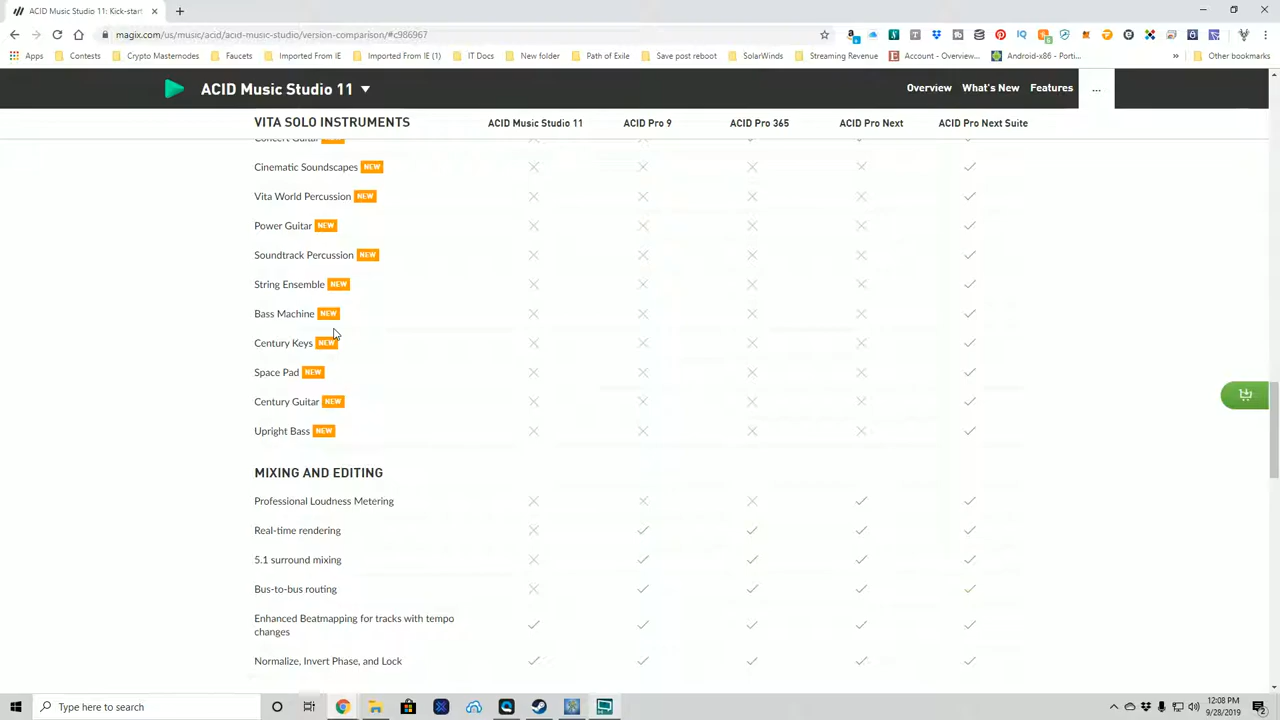 ACID Music Studio 11: Kick-start
magix.com/us/music/acid/acid-music-studio/version-comparison/#c986967
Apps Contests Crypto Masternodes Faucets Imported From IE Imported From IE (1) IT Docs New folder Path of Exile Save post reboot SolarWinds Streaming Revenue Account - Overview... Android-x86 - Porti... » Other bookmarks
ACID Music Studio 11 Overview What's New Features ...
VITA SOLO INSTRUMENTS ACID Music Studio 11 ACID Pro 9 ACID Pro 365 ACID Pro Next ACID Pro Next Suite
Concert Guitar
Cinematic Soundscapes NEW
Vita World Percussion NEW
Power Guitar NEW
Soundtrack Percussion NEW
String Ensemble NEW
Bass Machine NEW
Century Keys NEW
Space Pad NEW
Century Guitar NEW
Upright Bass NEW
MIXING AND EDITING
Professional Loudness Metering
Real-time rendering
5.1 surround mixing
Bus-to-bus routing
Enhanced Beatmapping for tracks with tempo
changes
Normalize, Invert Phase, and Lock
Type here to search
12:08 PM
9/28/2019